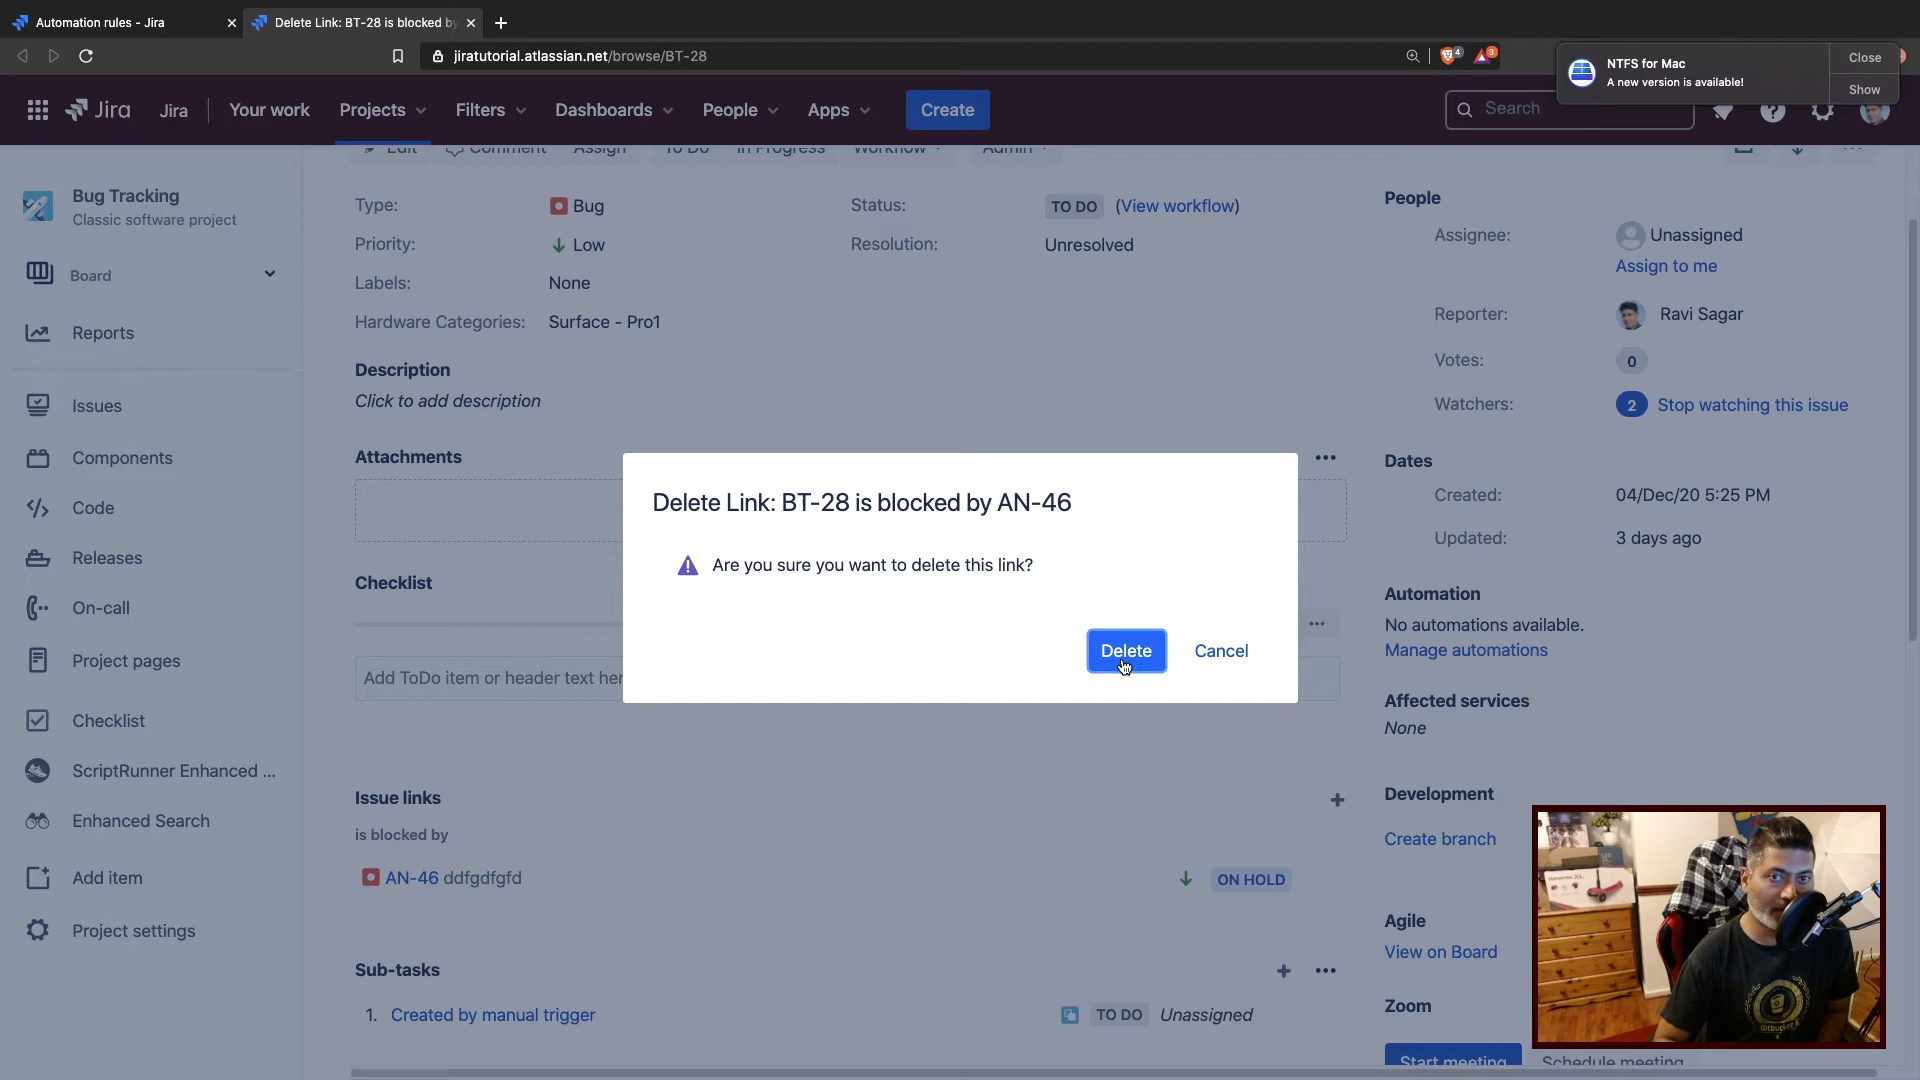 Automation rules - Jira
Delete Link: BT-28 is blocked by
jiratutorial.atlassian.net/browse/BT-28
4
3
NTFS for Mac
A new version is available!
Close
Show
Jira
Jira
Your work
Projects
Filters
Dashboards
People
Apps
Create
Search
Edit
Comment
Assign
To Do
In Progress
Workflow
Admin
Bug Tracking
Classic software project
Board
Reports
Issues
Components
Code
Releases
On-call
Project pages
Checklist
ScriptRunner Enhanced ...
Enhanced Search
Add item
Project settings
Type: Bug
Status: TO DO (View workflow)
Priority: Low
Resolution: Unresolved
Labels: None
Hardware Categories: Surface - Pro1
Description
Click to add description
Attachments
Checklist
Add ToDo item or header text her
Delete Link: BT-28 is blocked by AN-46
Are you sure you want to delete this link?
Delete
Cancel
Issue links
is blocked by
AN-46 ddfgdfgfd
ON HOLD
Sub-tasks
1. Created by manual trigger
TO DO Unassigned
People
Assignee: Unassigned
Assign to me
Reporter: Ravi Sagar
Votes: 0
Watchers: 2 Stop watching this issue
Dates
Created: 04/Dec/20 5:25 PM
Updated: 3 days ago
Automation
No automations available.
Manage automations
Affected services
None
Development
Create branch
Agile
View on Board
Zoom
Start meeting
Schedule meeting
Bitbucket